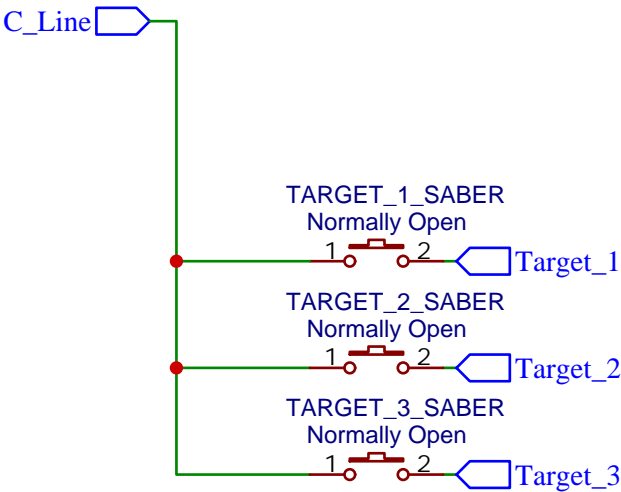 C_Line
TARGET_1_SABER
Normally Open
1 2 Target_1
TARGET_2_SABER
Normally Open
1 2 Target_2
TARGET_3_SABER
Normally Open
1 2 Target_3